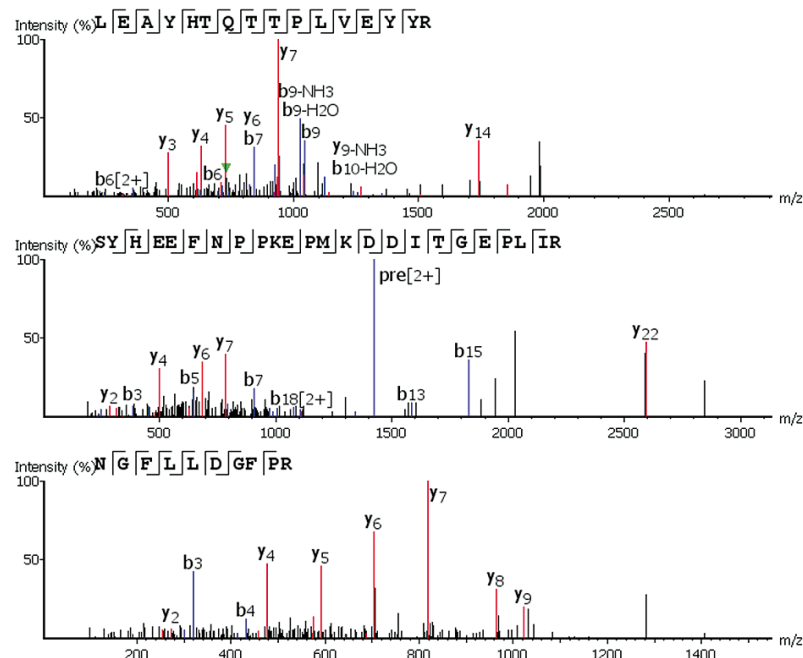 Intensity (%) L E A Y H T Q T T P L V E Y Y R
100
y7
b9-NH3
b9-H2O
50
y5 y6
y4 b7 b9
y3 y9-NH3 y14
b10-H2O
b6[2+] b6
500 1000 1500 2000 2500 m/z
Intensity (%) S Y H E E F N P P K E P M K D D I T G E P L I R
100
pre[2+]
50
y4 y6 y7 b15 y22
y2 b3 b5 b7 b18[2+] b13
500 1000 1500 2000 2500 3000 m/z
Intensity (%) N G F L L D G F P R
100
y7
y6
50
b3 y4 y5
y8
y2 b4 y9
200 400 600 800 1000 1200 1400 m/z